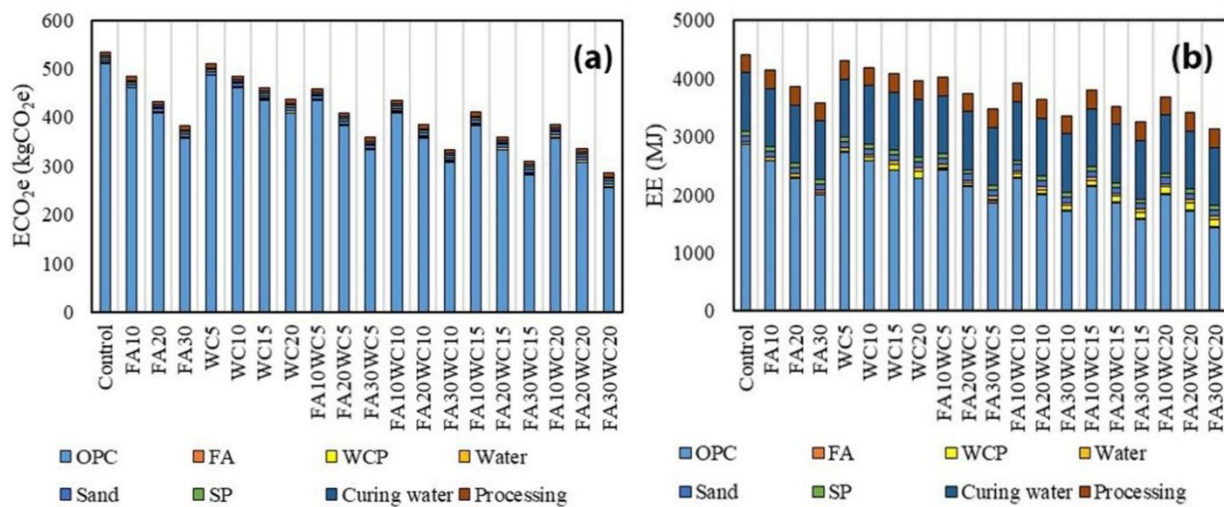 (a)
ECO₂e (kgCO₂e)
600
500
400
300
200
100
0
Control
FA10
FA20
FA30
WC5
WC10
WC15
WC20
FA10WC5
FA20WC5
FA30WC5
FA10WC10
FA20WC10
FA30WC10
FA10WC15
FA20WC15
FA30WC15
FA10WC20
FA20WC20
FA30WC20
OPC FA WCP Water
Sand SP Curing water Processing
(b)
EE (MJ)
5000
4000
3000
2000
1000
0
Control
FA10
FA20
FA30
WC5
WC10
WC15
WC20
FA10WC5
FA20WC5
FA30WC5
FA10WC10
FA20WC10
FA30WC10
FA10WC15
FA20WC15
FA30WC15
FA10WC20
FA20WC20
FA30WC20
OPC FA WCP Water
Sand SP Curing water Processing